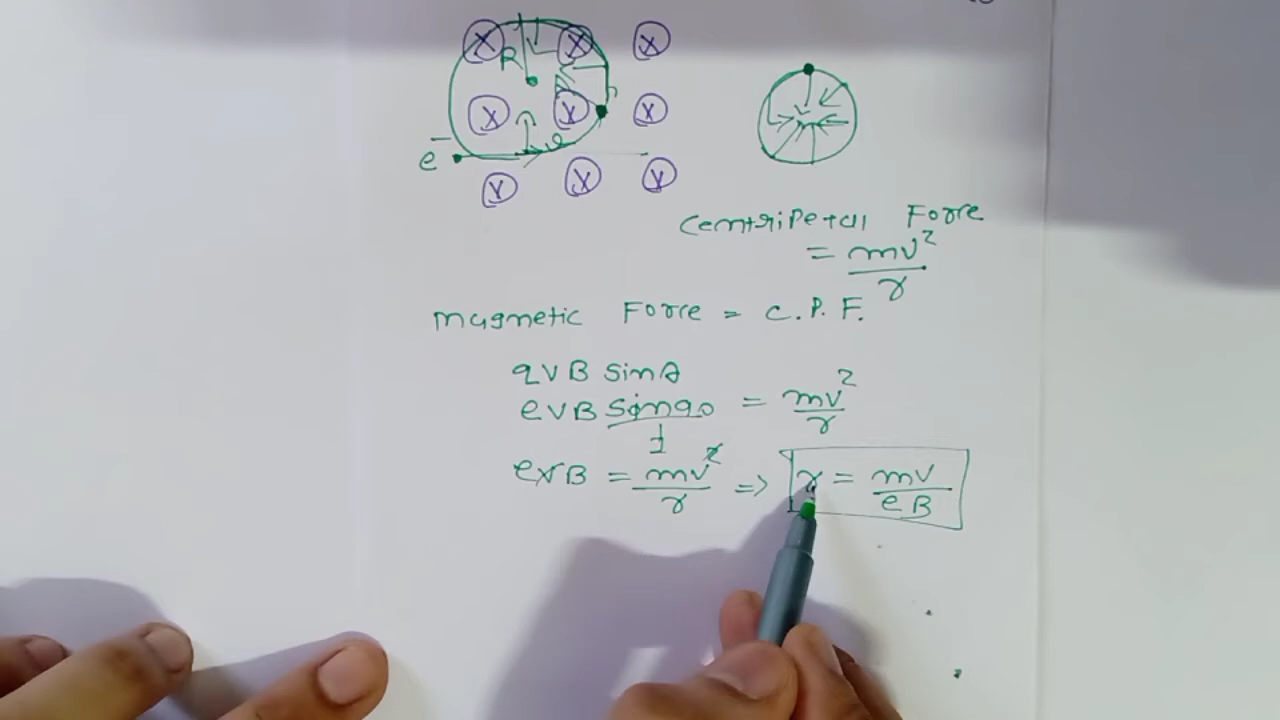 X X X
R
X X X
e⁻
X X X
Centripetal Force
= mv²/r
Magnetic Force = C.P.F.
qVB sinθ
eVB sin90 = mv²/r
1
evB = mv²/r => r = mv/eB